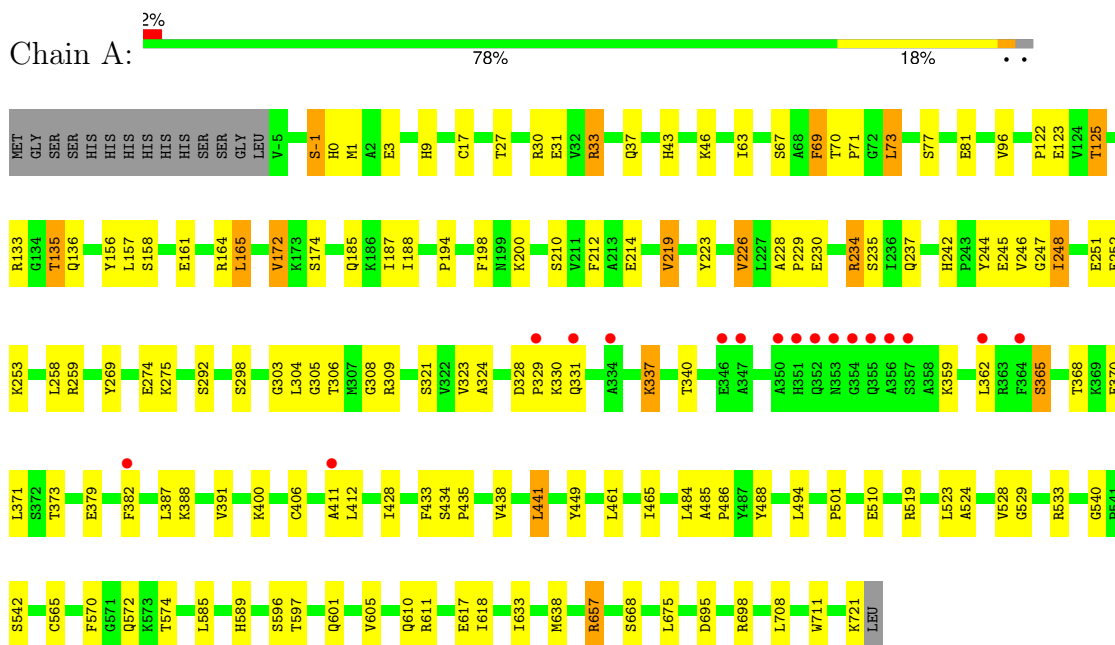 2%
Chain A:
78% 18% • •
MET GLY SER SER HIS HIS HIS HIS HIS HIS SER SER GLY LEU V-5 S-1 H0 M1 A2 E3 H9 C17 T27 R30 E31 V32 R33 Q37 H43 K46 I63 S67 A68 F69 T70 P71 G72 L73 S77 E81 V96 P122 E123 V124 T125
R133 G134 T135 Q136 Y156 L157 S158 E161 R164 L165 V172 K173 S174 Q185 K186 I187 I188 P194 F198 N199 K200 S210 V211 F212 A213 E214 V219 Y223 V226 L227 A228 P229 E230 R234 S235 I236 Q237 H242 P243 Y244 E245 V246 G247 I248 E251 E252
K253 L258 R259 Y269 E274 K275 S292 S298 G303 L304 G305 T306 M307 G308 R309 S321 V322 V323 A324 D328 P329 K330 Q331 A334 K337 T340 E346 A347 A350 H351 Q352 N353 G354 Q355 A356 S357 A358 K359 L362 R363 F364 S365 T368 K369 E370
L371 S372 T373 E379 F382 L387 K388 V391 K400 C406 A411 L412 I428 F433 S434 P435 V438 L441 Y449 L461 I465 L484 A485 P486 Y487 Y488 L494 P501 E510 R519 L523 A524 V528 G529 R533 G540 P541
S542 C565 F570 G571 Q572 K573 T574 L585 H589 S596 T597 Q601 V605 Q610 R611 E617 I618 I633 M638 R657 S668 L675 D695 R698 L708 W711 K721 LEU